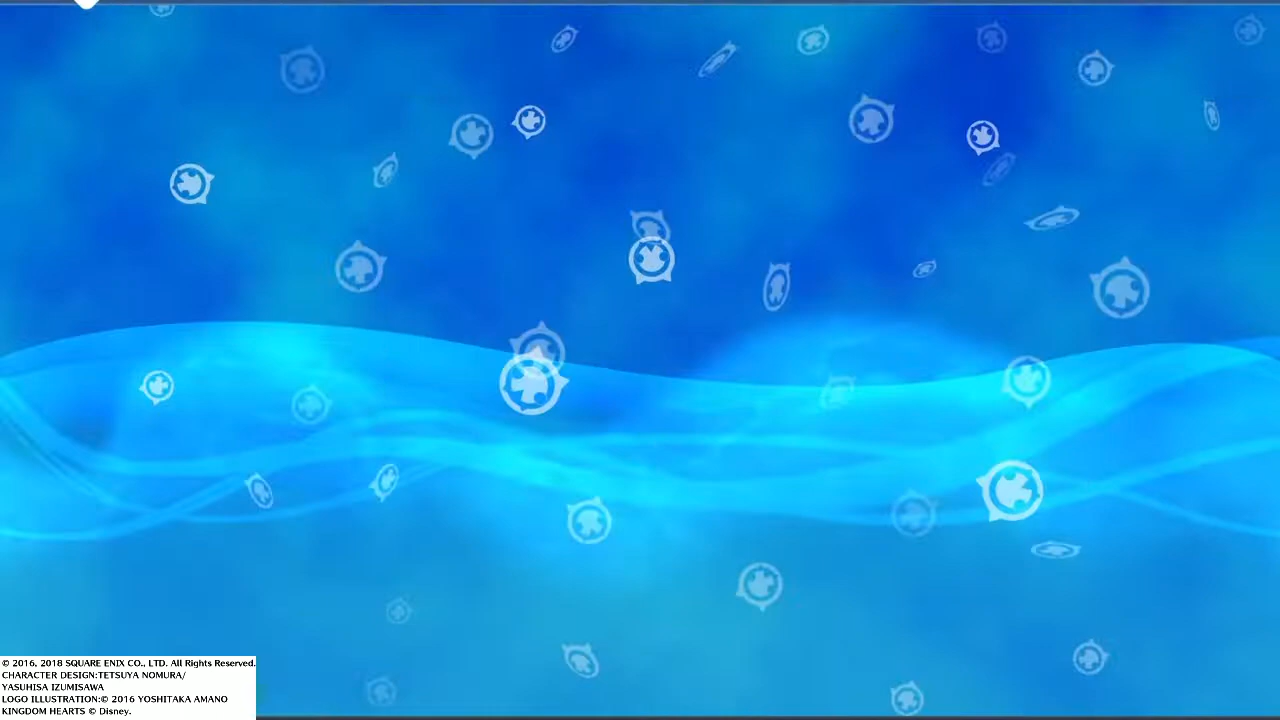 © 2016, 2018 SQUARE ENIX CO., LTD. All Rights Reserved.
CHARACTER DESIGN:TETSUYA NOMURA/
YASUHISA IZUMISAWA
LOGO ILLUSTRATION:© 2016 YOSHITAKA AMANO
KINGDOM HEARTS © Disney.